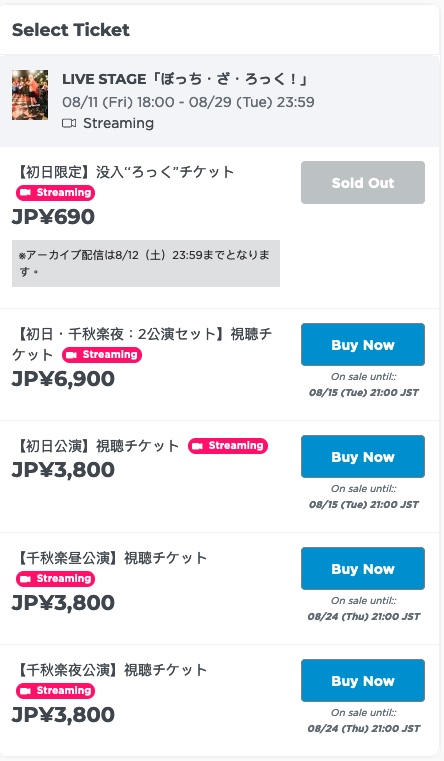 Select Ticket
LIVE STAGE「ぼっち・ざ・ろっく！」
08/11 (Fri) 18:00 - 08/29 (Tue) 23:59
Streaming
【初日限定】没入“ろっく”チケット
Streaming
JP¥690
Sold Out
※アーカイブ配信は8/12（土）23:59までとなりま
す。
【初日・千秋楽夜：2公演セット】視聴チ
ケット Streaming
JP¥6,900
Buy Now
On sale until::
08/15 (Tue) 21:00 JST
【初日公演】視聴チケット Streaming
JP¥3,800
Buy Now
On sale until::
08/15 (Tue) 21:00 JST
【千秋楽昼公演】視聴チケット
Streaming
JP¥3,800
Buy Now
On sale until::
08/24 (Thu) 21:00 JST
【千秋楽夜公演】視聴チケット
Streaming
JP¥3,800
Buy Now
On sale until::
08/24 (Thu) 21:00 JST